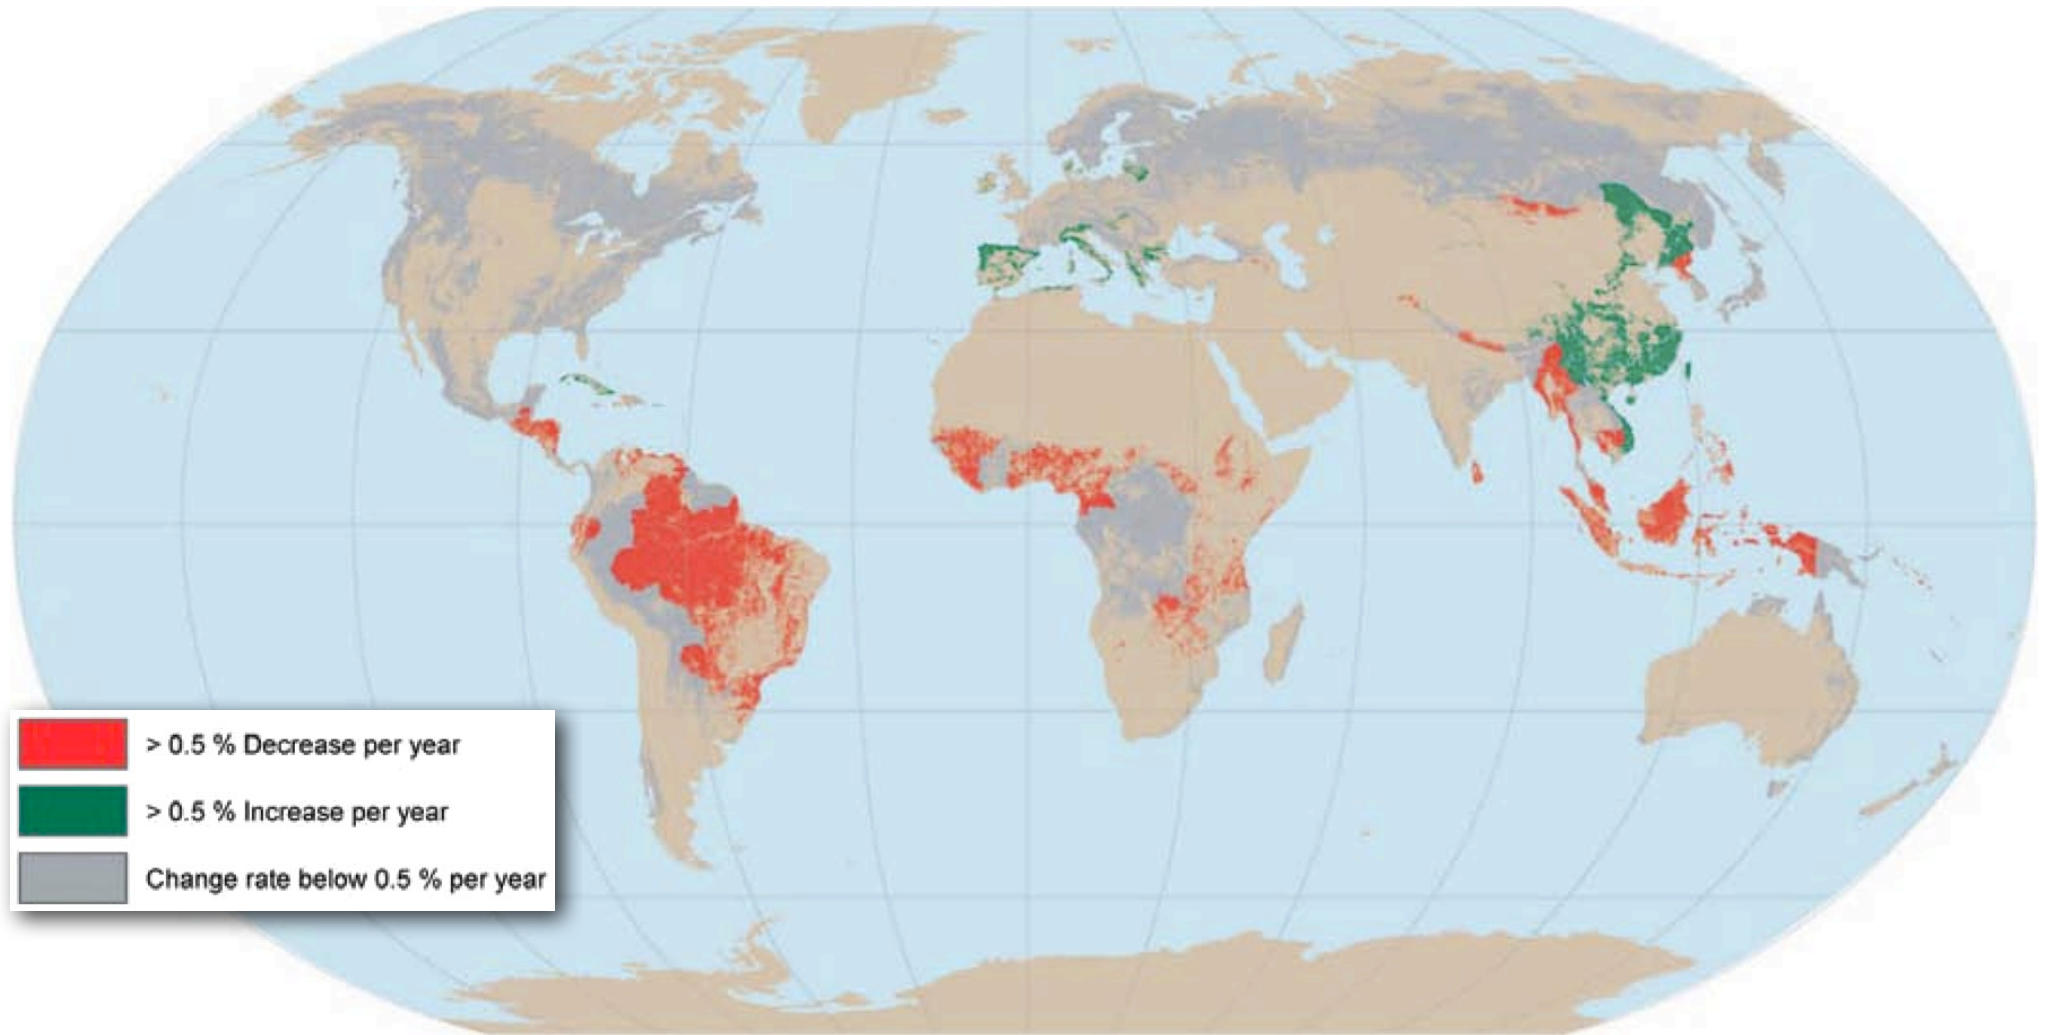 > 0.5 % Decrease per year
> 0.5 % Increase per year
Change rate below 0.5 % per year